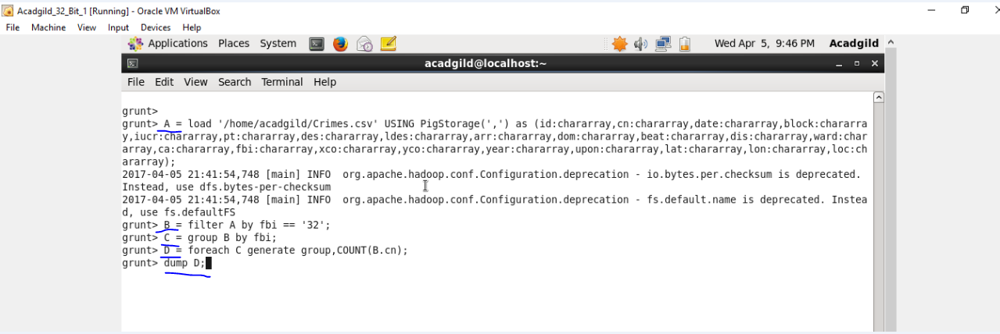 Acadgild_32_Bit_1 [Running] - Oracle VM VirtualBox
File Machine View Input Devices Help
Applications Places System Wed Apr 5, 9:46 PM Acadgild
acadgild@localhost:~
File Edit View Search Terminal Help
grunt>
grunt> A = load '/home/acadgild/Crimes.csv' USING PigStorage(',') as (id:chararray,cn:chararray,date:chararray,block:chararra
y,iucr:chararray,pt:chararray,des:chararray,ldes:chararray,arr:chararray,dom:chararray,beat:chararray,dis:chararray,ward:char
array,ca:chararray,fbi:chararray,xco:chararray,yco:chararray,year:chararray,upon:chararray,lat:chararray,lon:chararray,loc:ch
ararray);
2017-04-05 21:41:54,748 [main] INFO  org.apache.hadoop.conf.Configuration.deprecation - io.bytes.per.checksum is deprecated.
Instead, use dfs.bytes-per-checksum
2017-04-05 21:41:54,748 [main] INFO  org.apache.hadoop.conf.Configuration.deprecation - fs.default.name is deprecated. Instea
d, use fs.defaultFS
grunt> B = filter A by fbi == '32';
grunt> C = group B by fbi;
grunt> D = foreach C generate group,COUNT(B.cn);
grunt> dump D;